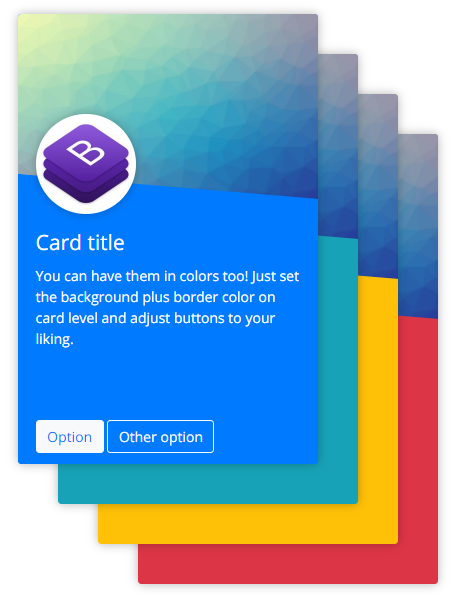 B
Card title
You can have them in colors too! Just set
the background plus border color on
card level and adjust buttons to your
liking.
Option
Other option